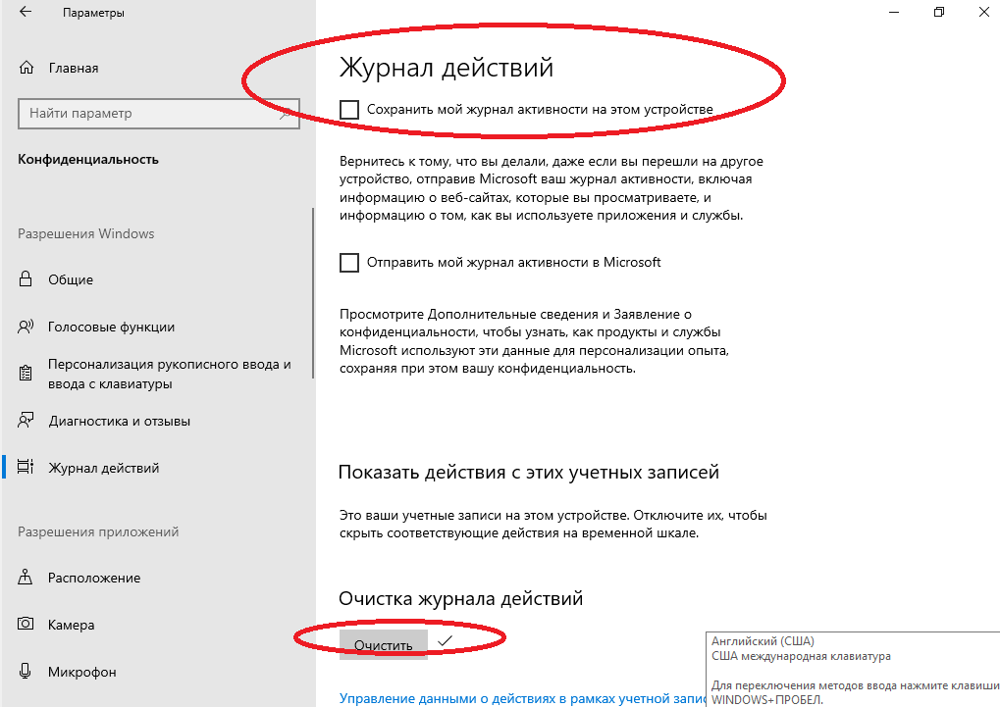 Параметры
Главная
Найти параметр
Конфиденциальность
Разрешения Windows
Общие
Голосовые функции
Персонализация рукописного ввода и
ввода с клавиатуры
Диагностика и отзывы
Журнал действий
Разрешения приложений
Расположение
Камера
Микрофон
Журнал действий
Сохранить мой журнал активности на этом устройстве
Вернитесь к тому, что вы делали, даже если вы перешли на другое
устройство, отправив Microsoft ваш журнал активности, включая
информацию о веб-сайтах, которые вы просматриваете, и
информацию о том, как вы используете приложения и службы.
Отправить мой журнал активности в Microsoft
Просмотрите Дополнительные сведения и Заявление о
конфиденциальности, чтобы узнать, как продукты и службы
Microsoft используют эти данные для персонализации опыта,
сохраняя при этом вашу конфиденциальность.
Показать действия с этих учетных записей
Это ваши учетные записи на этом устройстве. Отключите их, чтобы
скрыть соответствующие действия на временной шкале.
Очистка журнала действий
Очистить
Управление данными о действиях в рамках учетной
Английский (США)
США международная клавиатура
Для переключения методов ввода нажмите клавиши
WINDOWS+ПРОБЕЛ.